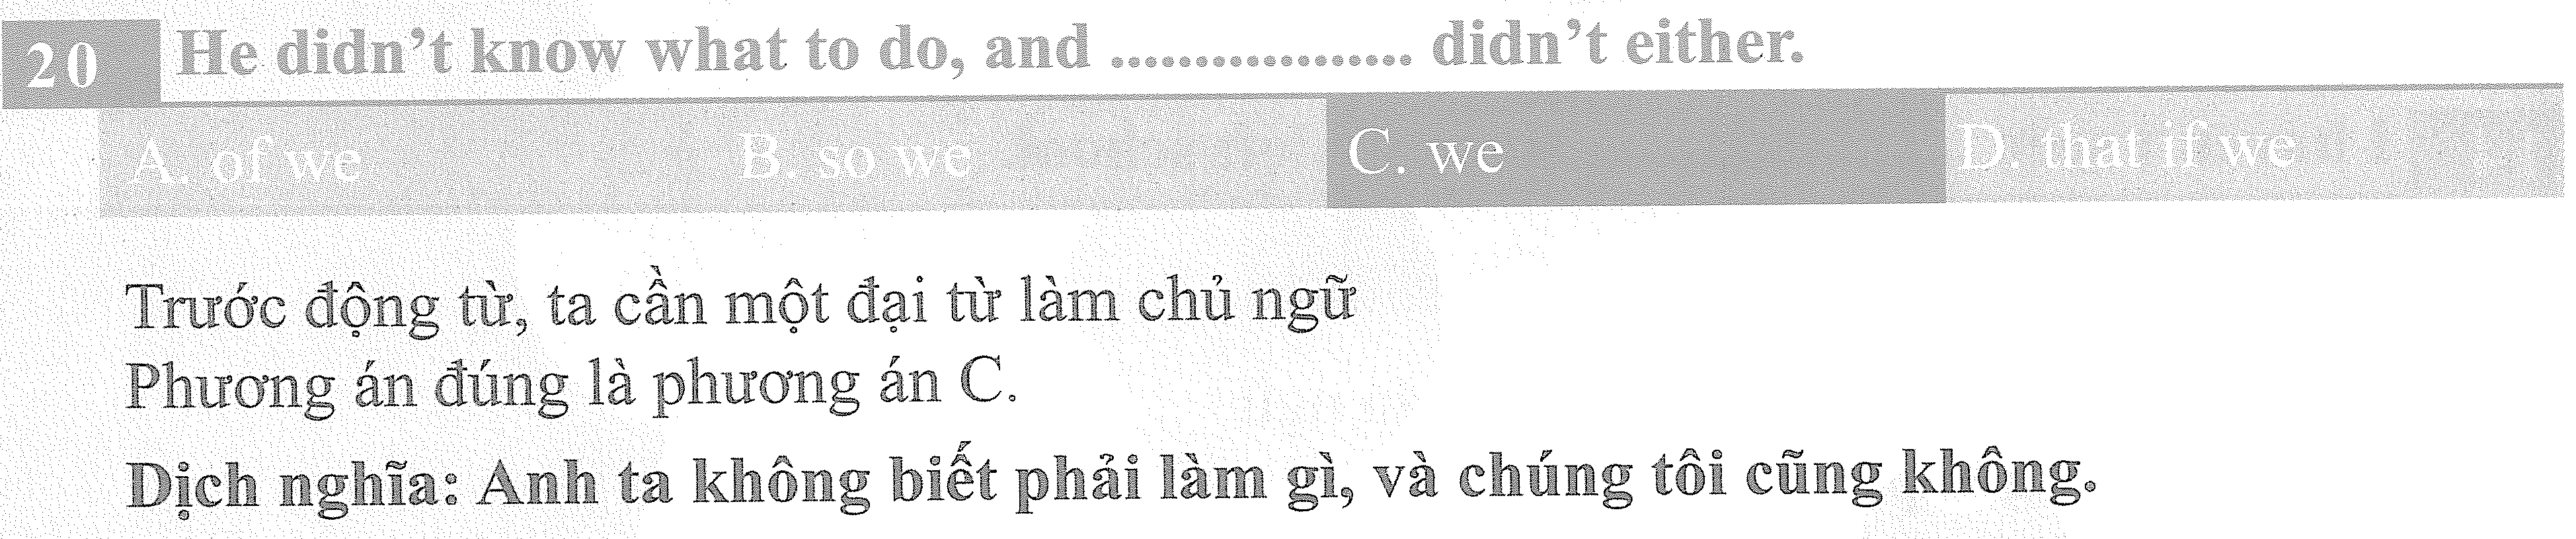 20 He didn't know what to do, and ................. didn't either.
A. of we B. so we C. we D. that if we
Trước động từ, ta cần một đại từ làm chủ ngữ
Phương án đúng là phương án C.
Dịch nghĩa: Anh ta không biết phải làm gì, và chúng tôi cũng không.